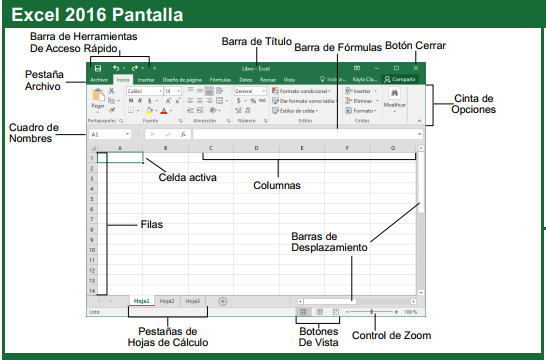 Excel 2016 Pantalla
Barra de Herramientas
De Acceso Rápido
Barra de Título
Barra de Fórmulas
Botón Cerrar
Libro - Excel
Pestaña
Archivo
Archivo Inicio Insertar Diseño de página Fórmulas Datos Revisar Vista Indicar... Kayla Cla... Compartir
Calibri 14 General Formato condicional Insertar
Pegar N K S $ % 000 Dar formato como tabla Eliminar Modificar
Estilos de celda Formato
Portapapeles Fuente Alineación Número Estilos Celdas
Cinta de
Opciones
Cuadro de
Nombres
A1 fx
A B C D E F G
1
2
3
4
5
6
7
8
9
10
11
12
13
14
Celda activa
Columnas
Filas
Barras de
Desplazamiento
Hoja1 Hoja2 Hoja3
Listo 100 %
Pestañas de
Hojas de Cálculo
Botones
De Vista
Control de Zoom